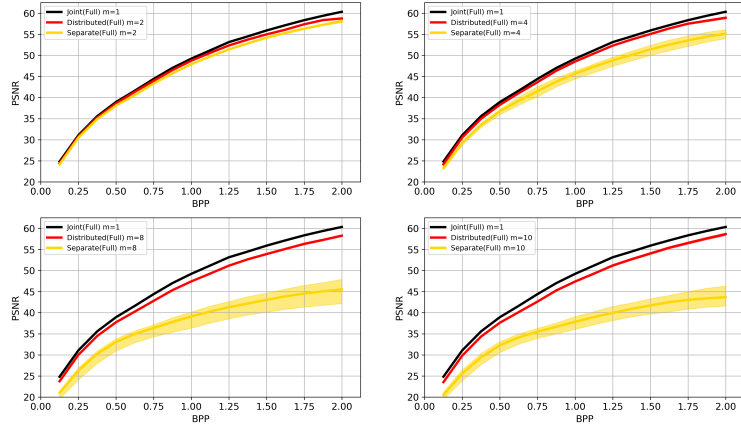 Joint(Full) m=1
Distributed(Full) m=2
Separate(Full) m=2
PSNR
60
55
50
45
40
35
30
25
20
0.00 0.25 0.50 0.75 1.00 1.25 1.50 1.75 2.00
BPP
Joint(Full) m=1
Distributed(Full) m=4
Separate(Full) m=4
PSNR
60
55
50
45
40
35
30
25
20
0.00 0.25 0.50 0.75 1.00 1.25 1.50 1.75 2.00
BPP
Joint(Full) m=1
Distributed(Full) m=8
Separate(Full) m=8
PSNR
60
55
50
45
40
35
30
25
20
0.00 0.25 0.50 0.75 1.00 1.25 1.50 1.75 2.00
BPP
Joint(Full) m=1
Distributed(Full) m=10
Separate(Full) m=10
PSNR
60
55
50
45
40
35
30
25
20
0.00 0.25 0.50 0.75 1.00 1.25 1.50 1.75 2.00
BPP